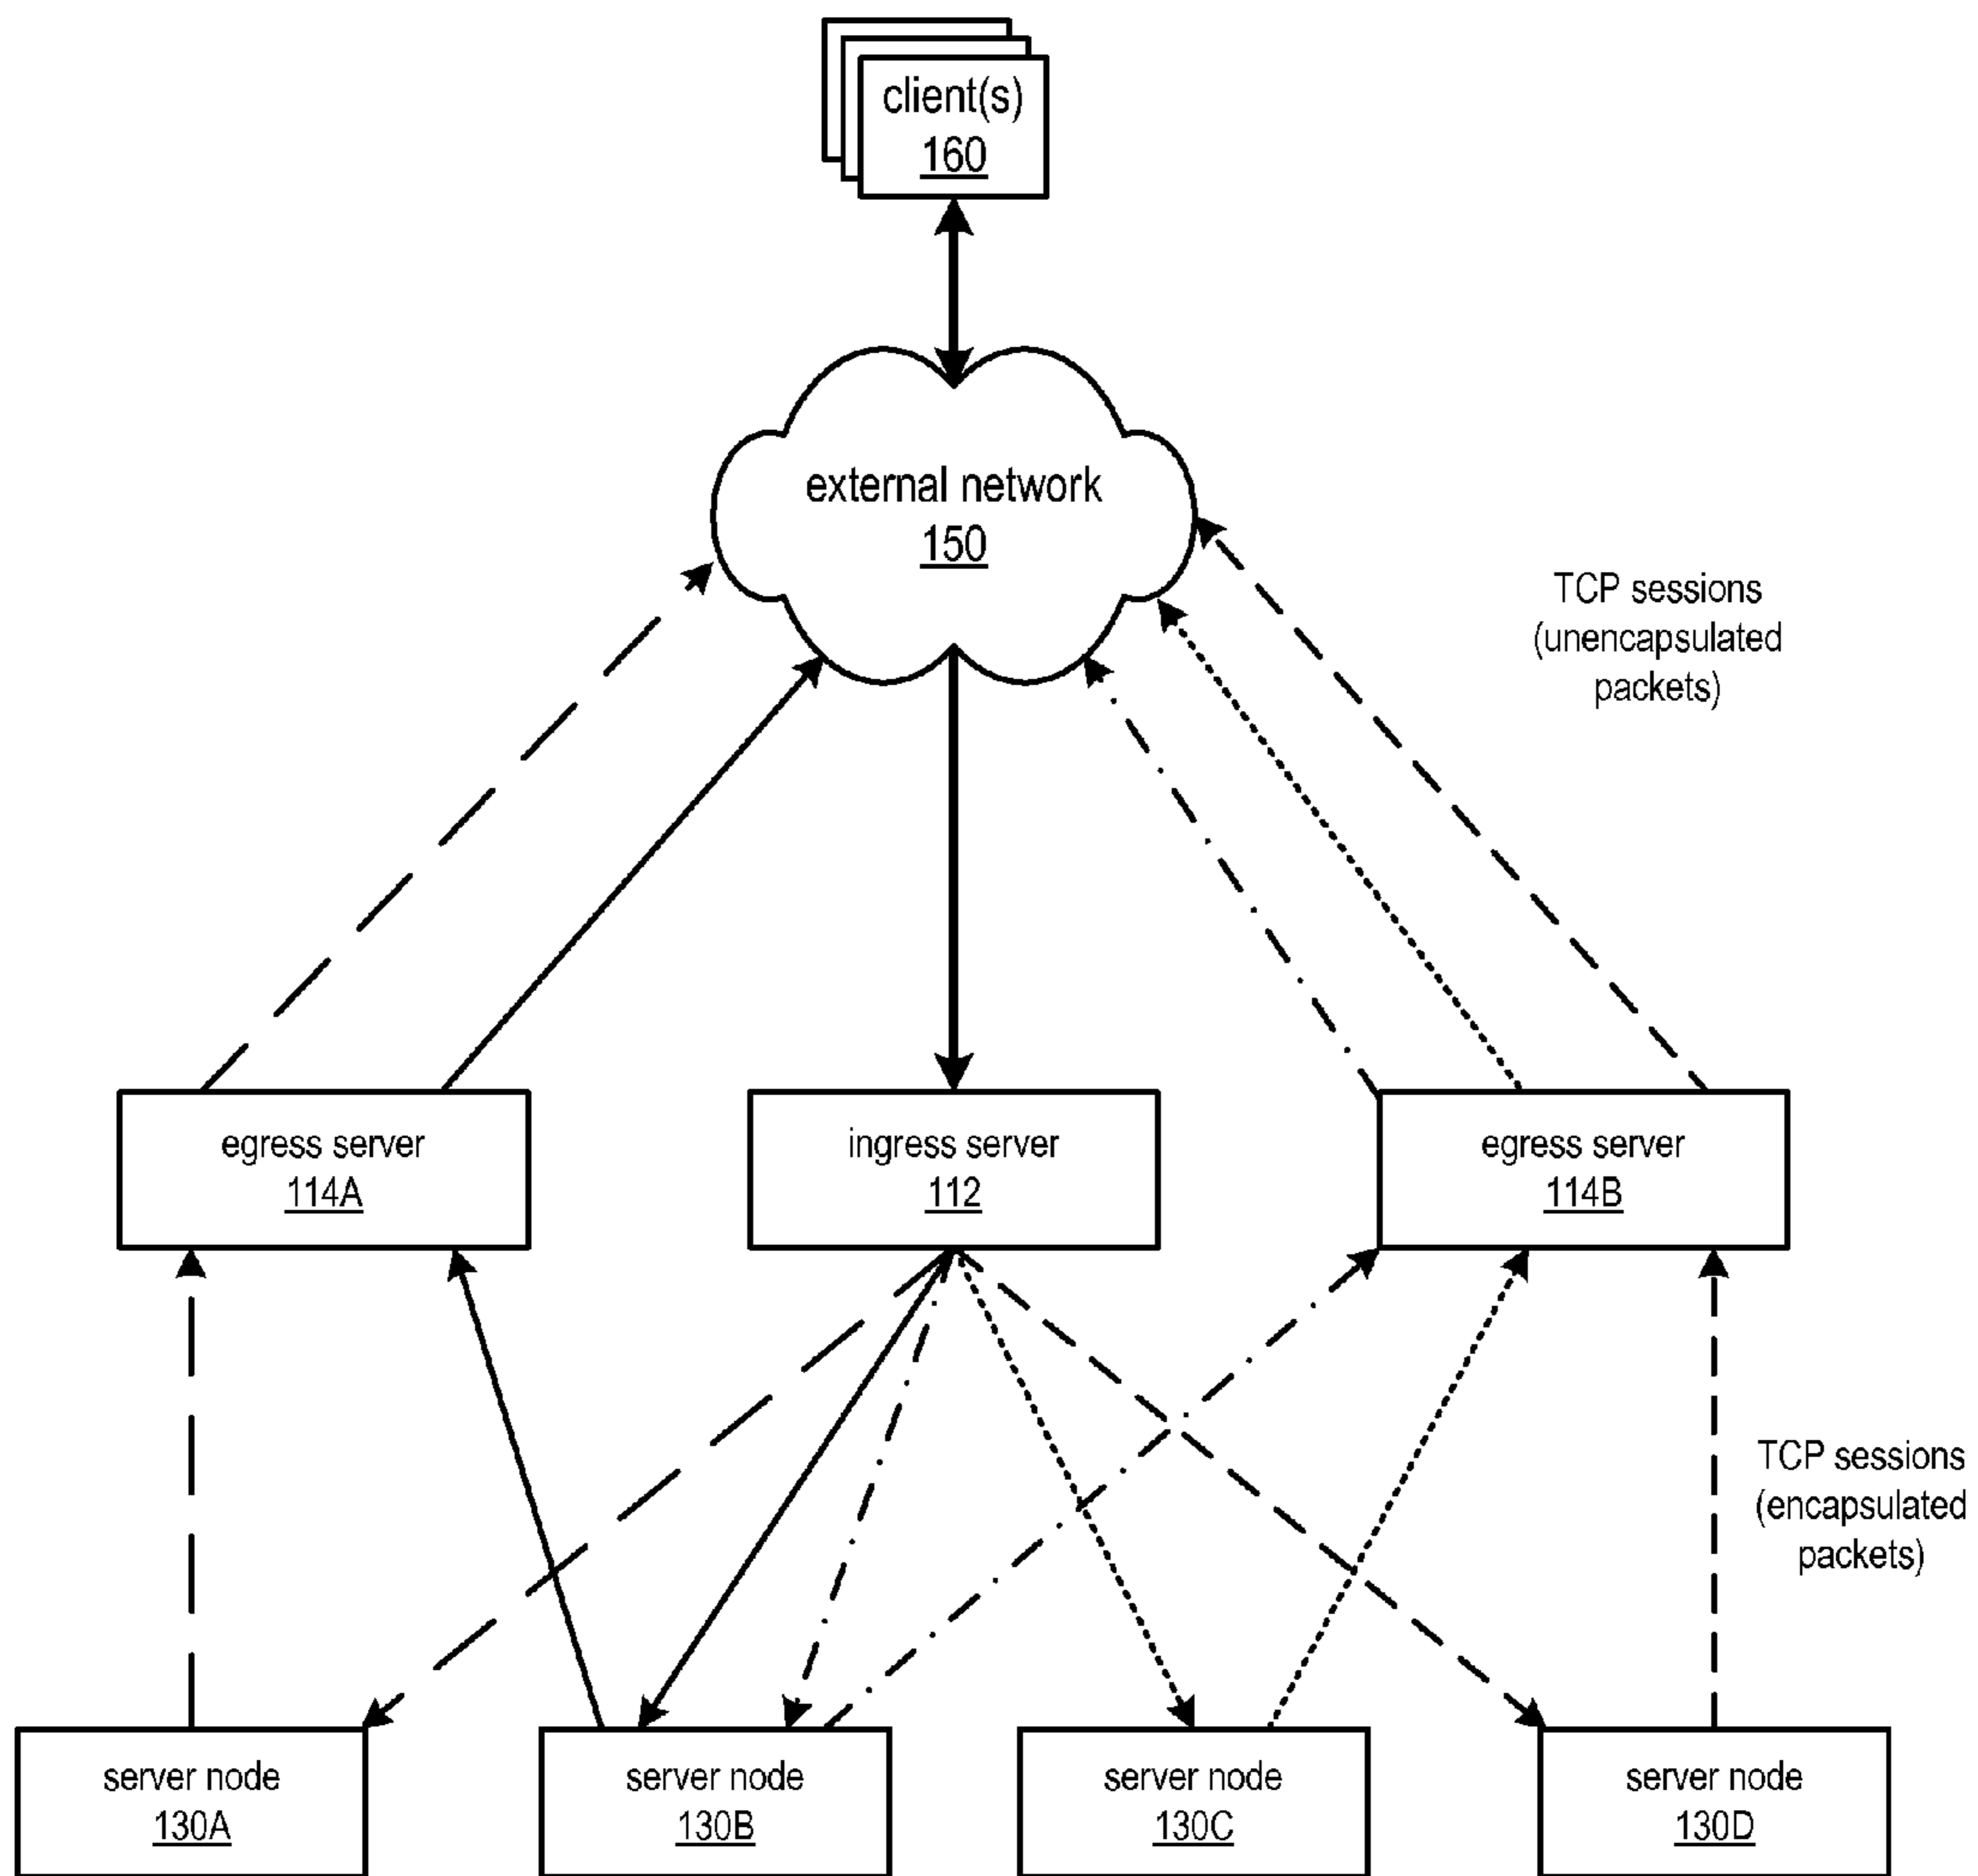 client(s)
160
external network
150
TCP sessions
(unencapsulated
packets)
egress server
114A
ingress server
112
egress server
114B
TCP sessions
(encapsulated
packets)
server node
130A
server node
130B
server node
130C
server node
130D